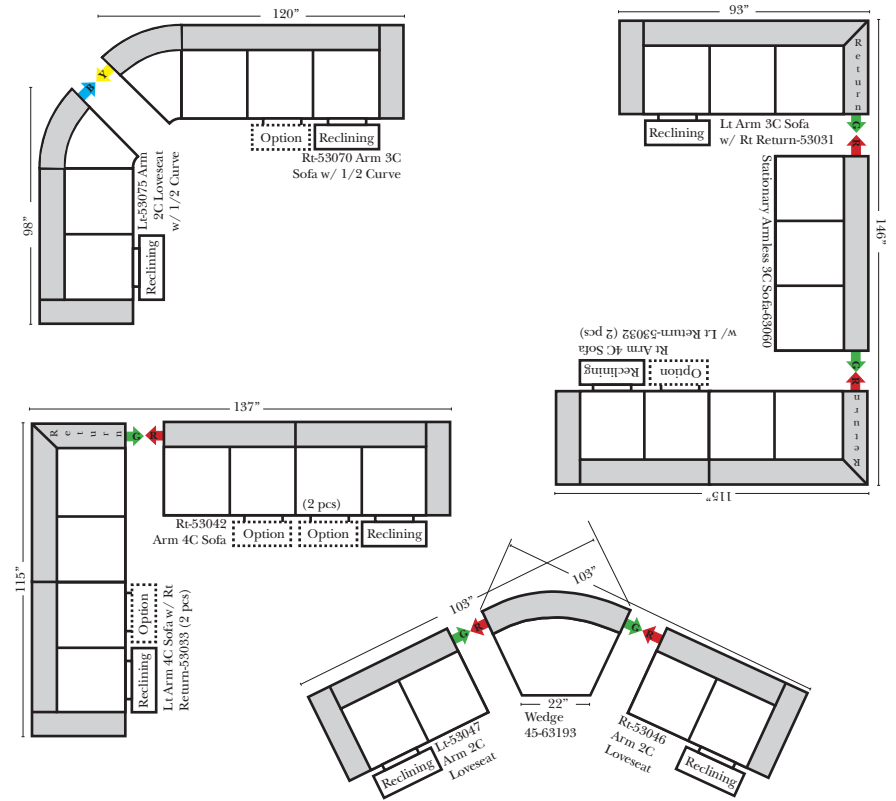 120”
B
Y
Option
Reclining
Rt-53070 Arm 3C
Sofa w/ 1/2 Curve
98”
Lt-53075 Arm
2C Loveseat
w/ 1/2 Curve
Reclining
93”
Return
Reclining
Lt Arm 3C Sofa
w/ Rt Return-53031
G
R
Stationary Armless 3C Sofa-63060
146”
G
R
Rt Arm 4C Sofa
w/ Lt Return-53032 (2 pcs)
Reclining
Option
Return
115”
137”
Return
G
R
(2 pcs)
Rt-53042
Arm 4C Sofa
Option
Option
Reclining
115”
Option
Reclining
Lt Arm 4C Sofa w/ Rt
Return-53033 (2 pcs)
103”
103”
G
R
G
R
22”
Wedge
45-63193
Lt-53047
Arm 2C
Loveseat
Reclining
Rt-53046
Arm 2C
Loveseat
Reclining